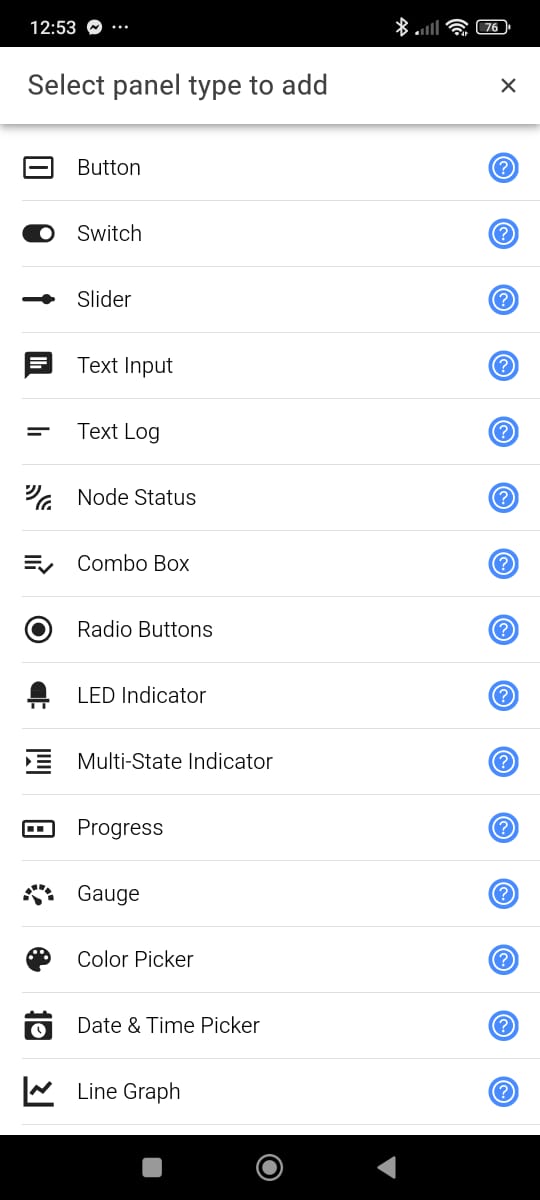 12:53
76
Select panel type to add
Button
Switch
Slider
Text Input
Text Log
Node Status
Combo Box
Radio Buttons
LED Indicator
Multi-State Indicator
Progress
Gauge
Color Picker
Date & Time Picker
Line Graph